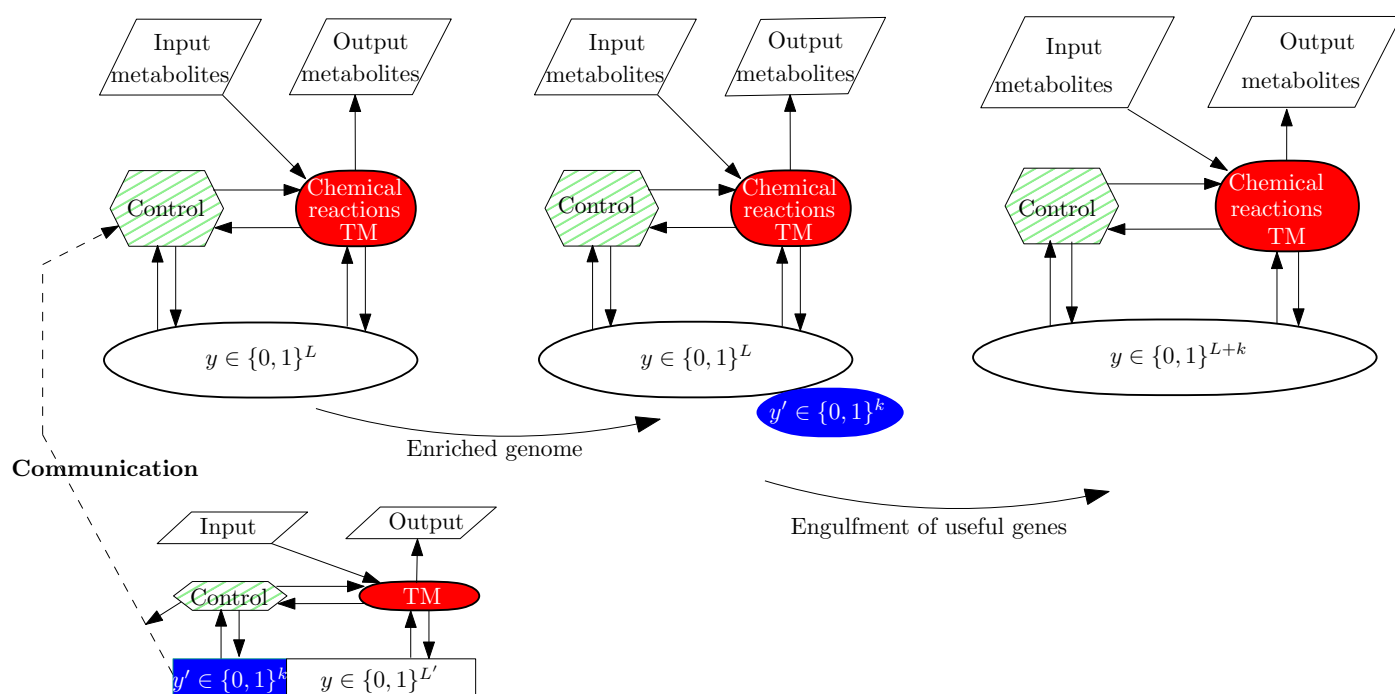 Input
metabolites
Output
metabolites
Control
Chemical
reactions
TM
y ∈ {0, 1}^L
Input
metabolites
Output
metabolites
Control
Chemical
reactions
TM
y ∈ {0, 1}^L
y′ ∈ {0, 1}^k
Input
metabolites
Output
metabolites
Control
Chemical
reactions
TM
y ∈ {0, 1}^{L+k}
Enriched genome
Engulfment of useful genes
Communication
Input
Output
Control
TM
y′ ∈ {0, 1}^k
y ∈ {0, 1}^{L′}